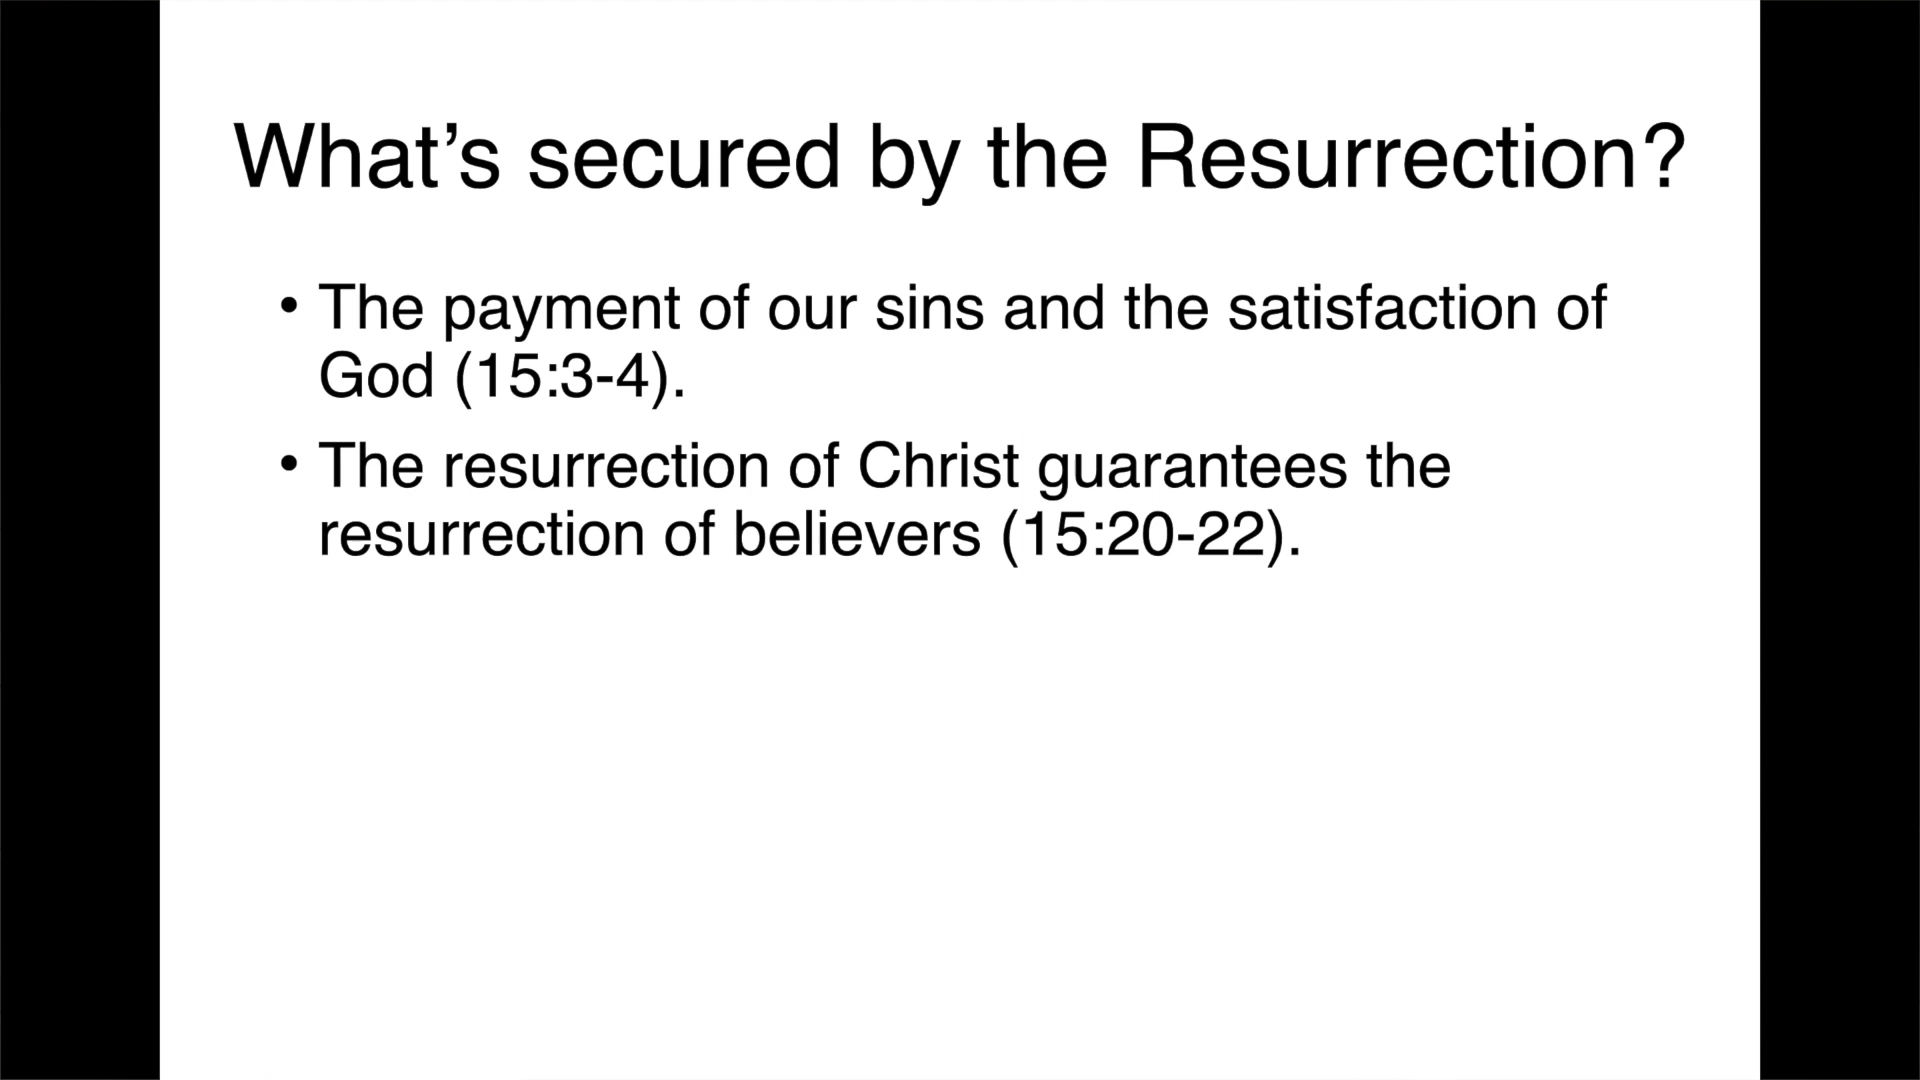 What’s secured by the Resurrection?
• The payment of our sins and the satisfaction of
God (15:3-4).
• The resurrection of Christ guarantees the
resurrection of believers (15:20-22).